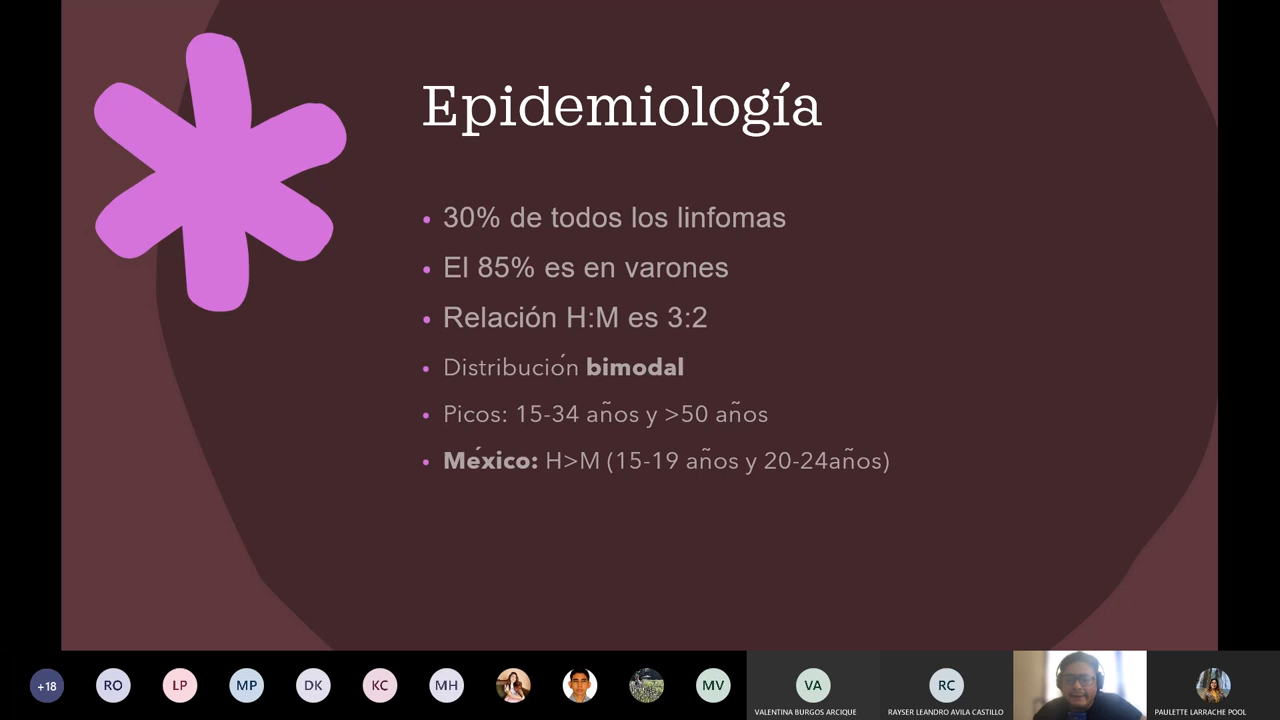 Epidemiología
• 30% de todos los linfomas
• El 85% es en varones
• Relación H:M es 3:2
• Distribución bimodal
• Picos: 15-34 años y >50 años
• México: H>M (15-19 años y 20-24años)
+18
RO
LP
MP
DK
KC
MH
MV
VA
RC
VALENTINA BURGOS ARCIQUE
RAYSER LEANDRO AVILA CASTILLO
PAULETTE LARRACHE POOL